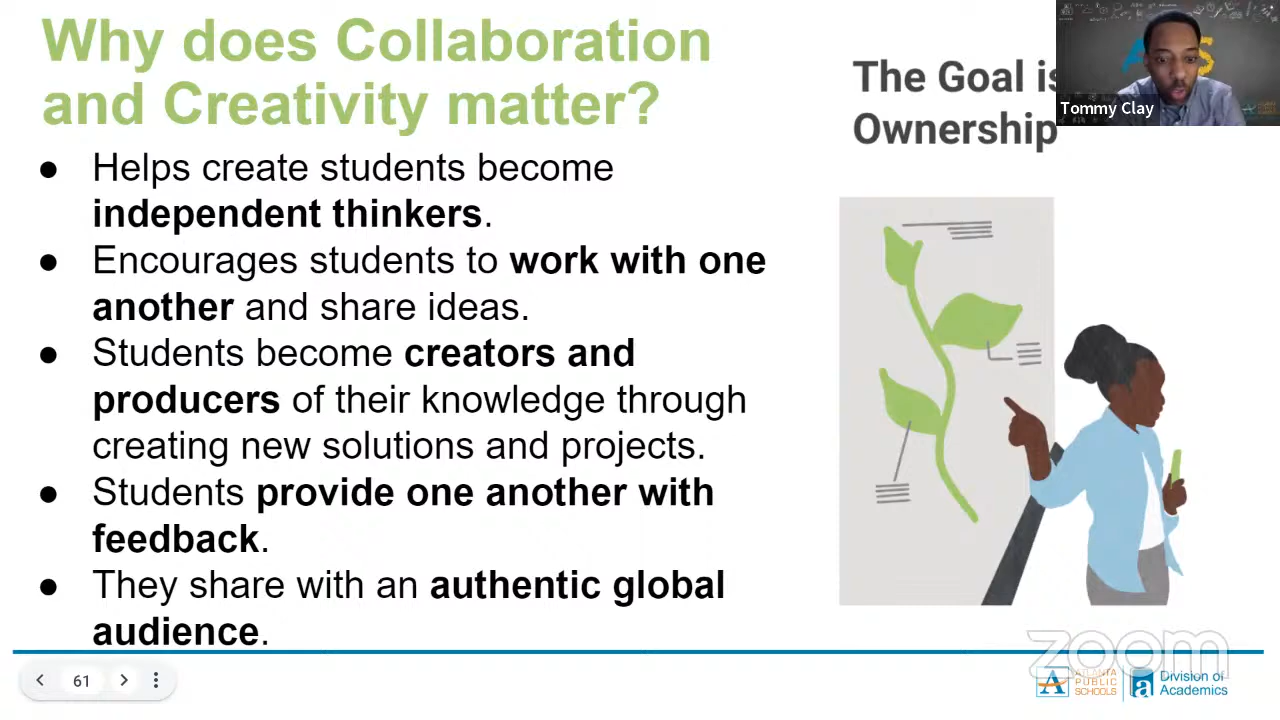 Why does Collaboration
and Creativity matter?
The Goal is
Ownership
Tommy Clay
● Helps create students become
independent thinkers.
● Encourages students to work with one
another and share ideas.
● Students become creators and
producers of their knowledge through
creating new solutions and projects.
● Students provide one another with
feedback.
● They share with an authentic global
audience.
61
zoom
ATLANTA
PUBLIC
SCHOOLS
Division of
Academics